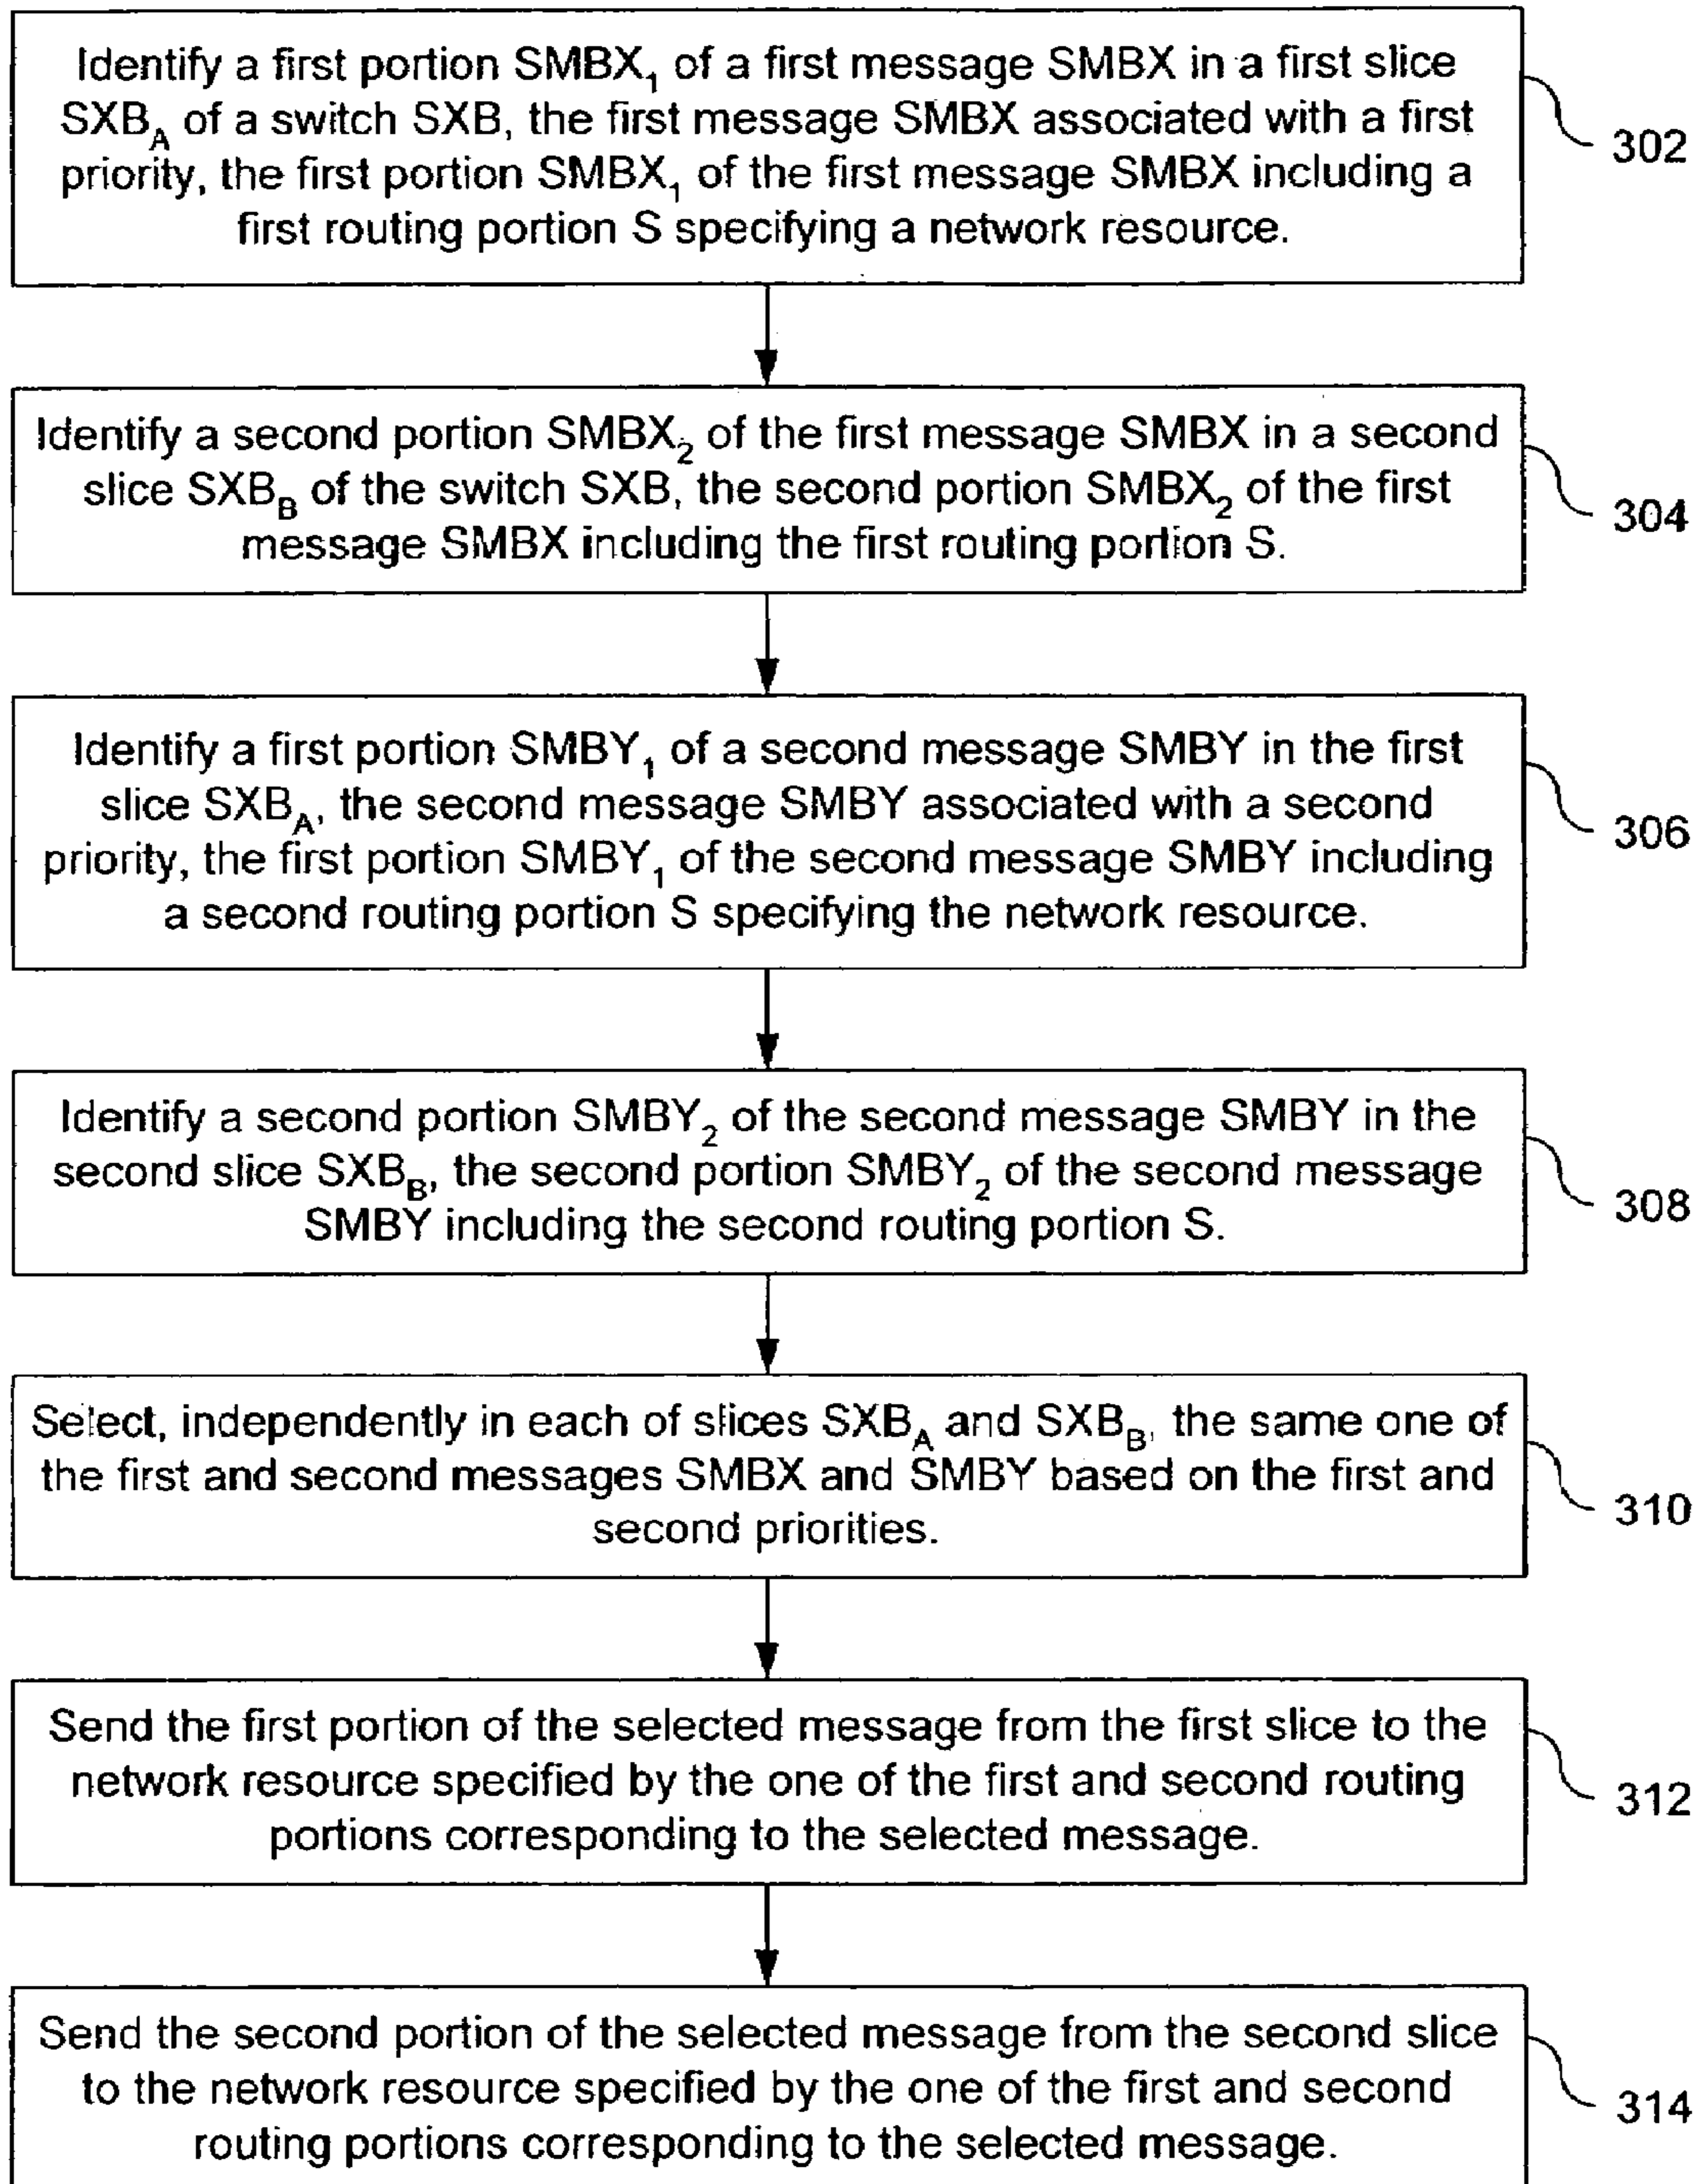 Identify a first portion SMBX₁ of a first message SMBX in a first slice
SXB_A of a switch SXB, the first message SMBX associated with a first
priority, the first portion SMBX₁ of the first message SMBX including a
first routing portion S specifying a network resource.
302
Identify a second portion SMBX₂ of the first message SMBX in a second
slice SXB_B of the switch SXB, the second portion SMBX₂ of the first
message SMBX including the first routing portion S.
304
Identify a first portion SMBY₁ of a second message SMBY in the first
slice SXB_A, the second message SMBY associated with a second
priority, the first portion SMBY₁ of the second message SMBY including
a second routing portion S specifying the network resource.
306
Identify a second portion SMBY₂ of the second message SMBY in the
second slice SXB_B, the second portion SMBY₂ of the second message
SMBY including the second routing portion S.
308
Select, independently in each of slices SXB_A and SXB_B, the same one of
the first and second messages SMBX and SMBY based on the first and
second priorities.
310
Send the first portion of the selected message from the first slice to the
network resource specified by the one of the first and second routing
portions corresponding to the selected message.
312
Send the second portion of the selected message from the second slice
to the network resource specified by the one of the first and second
routing portions corresponding to the selected message.
314